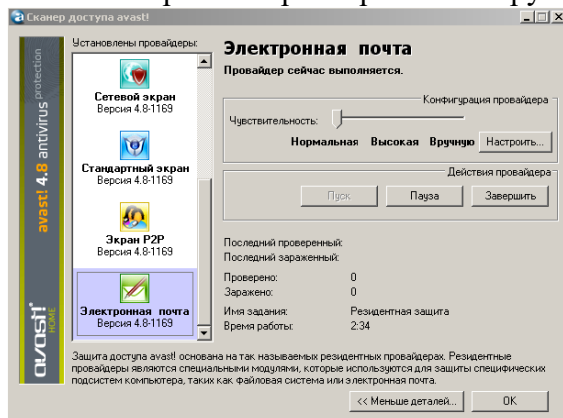 Сканер доступа avast!
avast! 4.8 antivirus protection
avast!
HOME
Установлены провайдеры:
Сетевой экран
Версия 4.8-1169
Стандартный экран
Версия 4.8-1169
Экран P2P
Версия 4.8-1169
Электронная почта
Версия 4.8-1169
Электронная почта
Провайдер сейчас выполняется.
Конфигурация провайдера
Чувствительность:
Нормальная Высокая Вручную Настроить...
Действия провайдера
Пуск Пауза Завершить
Последний проверенный:
Последний зараженный:
Проверено: 0
Заражено: 0
Имя задания: Резидентная защита
Время работы: 2:34
Защита доступа avast! основана на так называемых резидентных провайдерах. Резидентные
провайдеры являются специальными модулями, которые используются для защиты специфических
подсистем компьютера, таких как файловая система или электронная почта.
<< Меньше деталей... OK